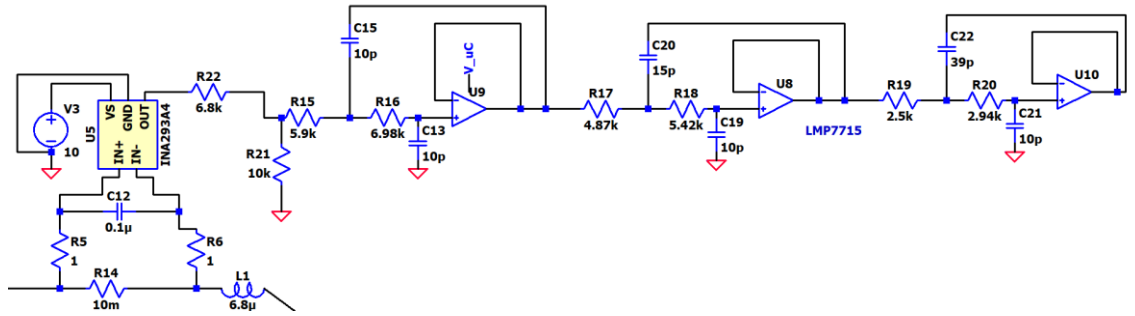 C15
10p
R22
6.8k
V3
10
U5
VS
GND
OUT
IN+
IN-
INA293A4
R15
5.9k
R16
6.98k
C13
10p
V_uC
U9
R21
10k
C12
0.1µ
R5
1
R6
1
R14
10m
L1
6.8µ
C20
15p
R17
4.87k
R18
5.42k
C19
10p
U8
LMP7715
C22
39p
R19
2.5k
R20
2.94k
C21
10p
U10